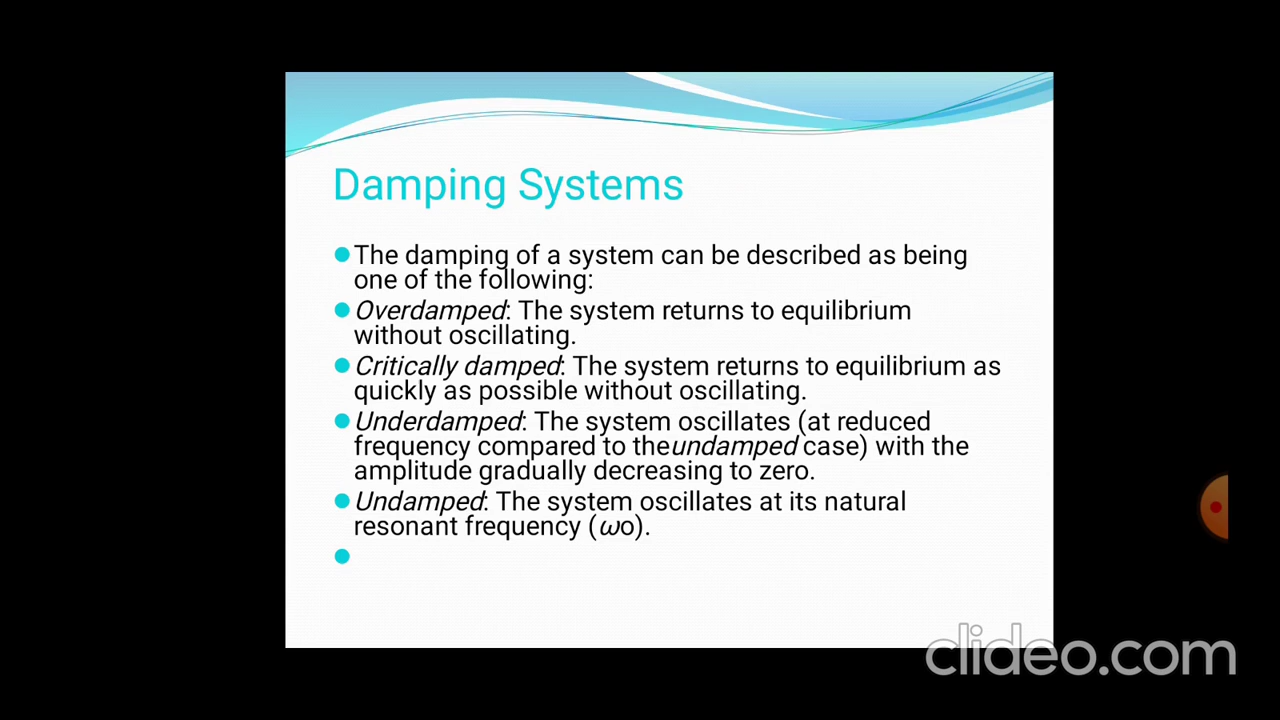 Damping Systems
The damping of a system can be described as being
one of the following:
Overdamped: The system returns to equilibrium
without oscillating.
Critically damped: The system returns to equilibrium as
quickly as possible without oscillating.
Underdamped: The system oscillates (at reduced
frequency compared to theundamped case) with the
amplitude gradually decreasing to zero.
Undamped: The system oscillates at its natural
resonant frequency (ωo).
clideo.com